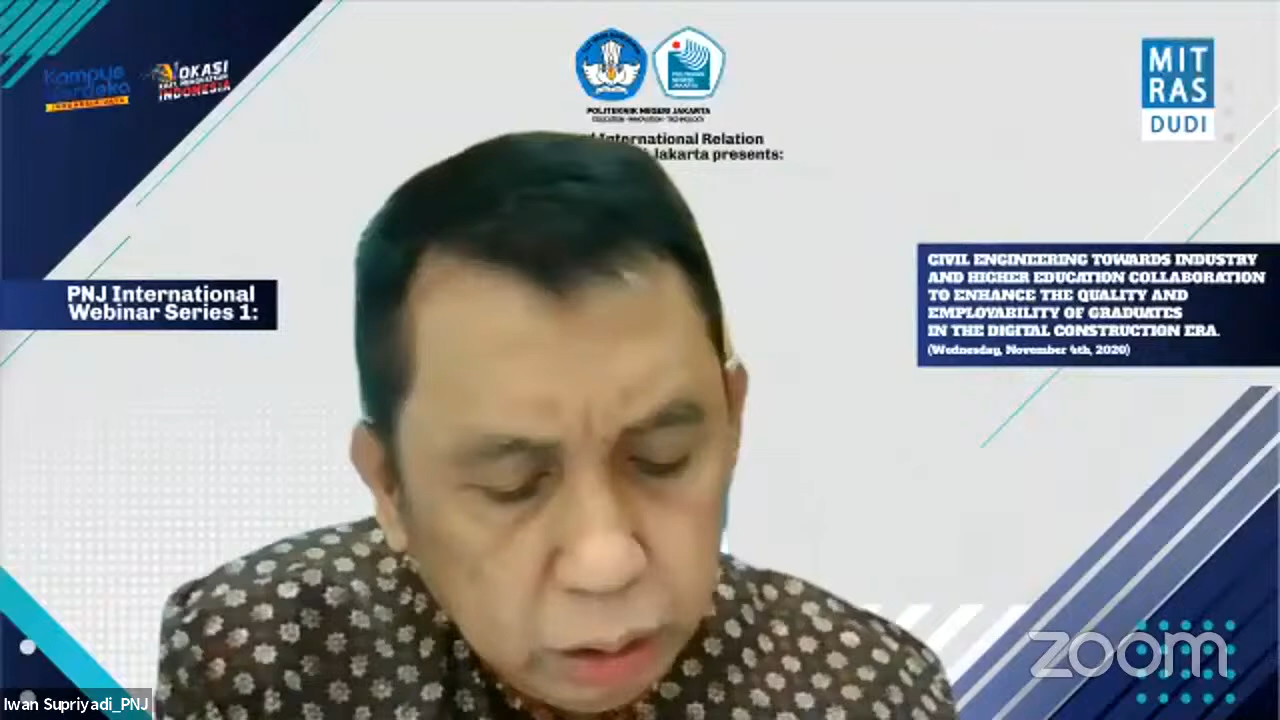 Kampus
Merdeka
INDONESIA JAYA
VOKASI
INDONESIA
POLITEKNIK NEGERI JAKARTA
EDUCATION - INNOVATION - TECHNOLOGY
International Relation
Jakarta presents:
MIT
RAS
DUDI
PNJ International
Webinar Series 1:
CIVIL ENGINEERING TOWARDS INDUSTRY
AND HIGHER EDUCATION COLLABORATION
TO ENHANCE THE QUALITY AND
EMPLOYABILITY OF GRADUATES
IN THE DIGITAL CONSTRUCTION ERA.
(Wednesday, November 4th, 2020)
zoom
Iwan Supriyadi_PNJ